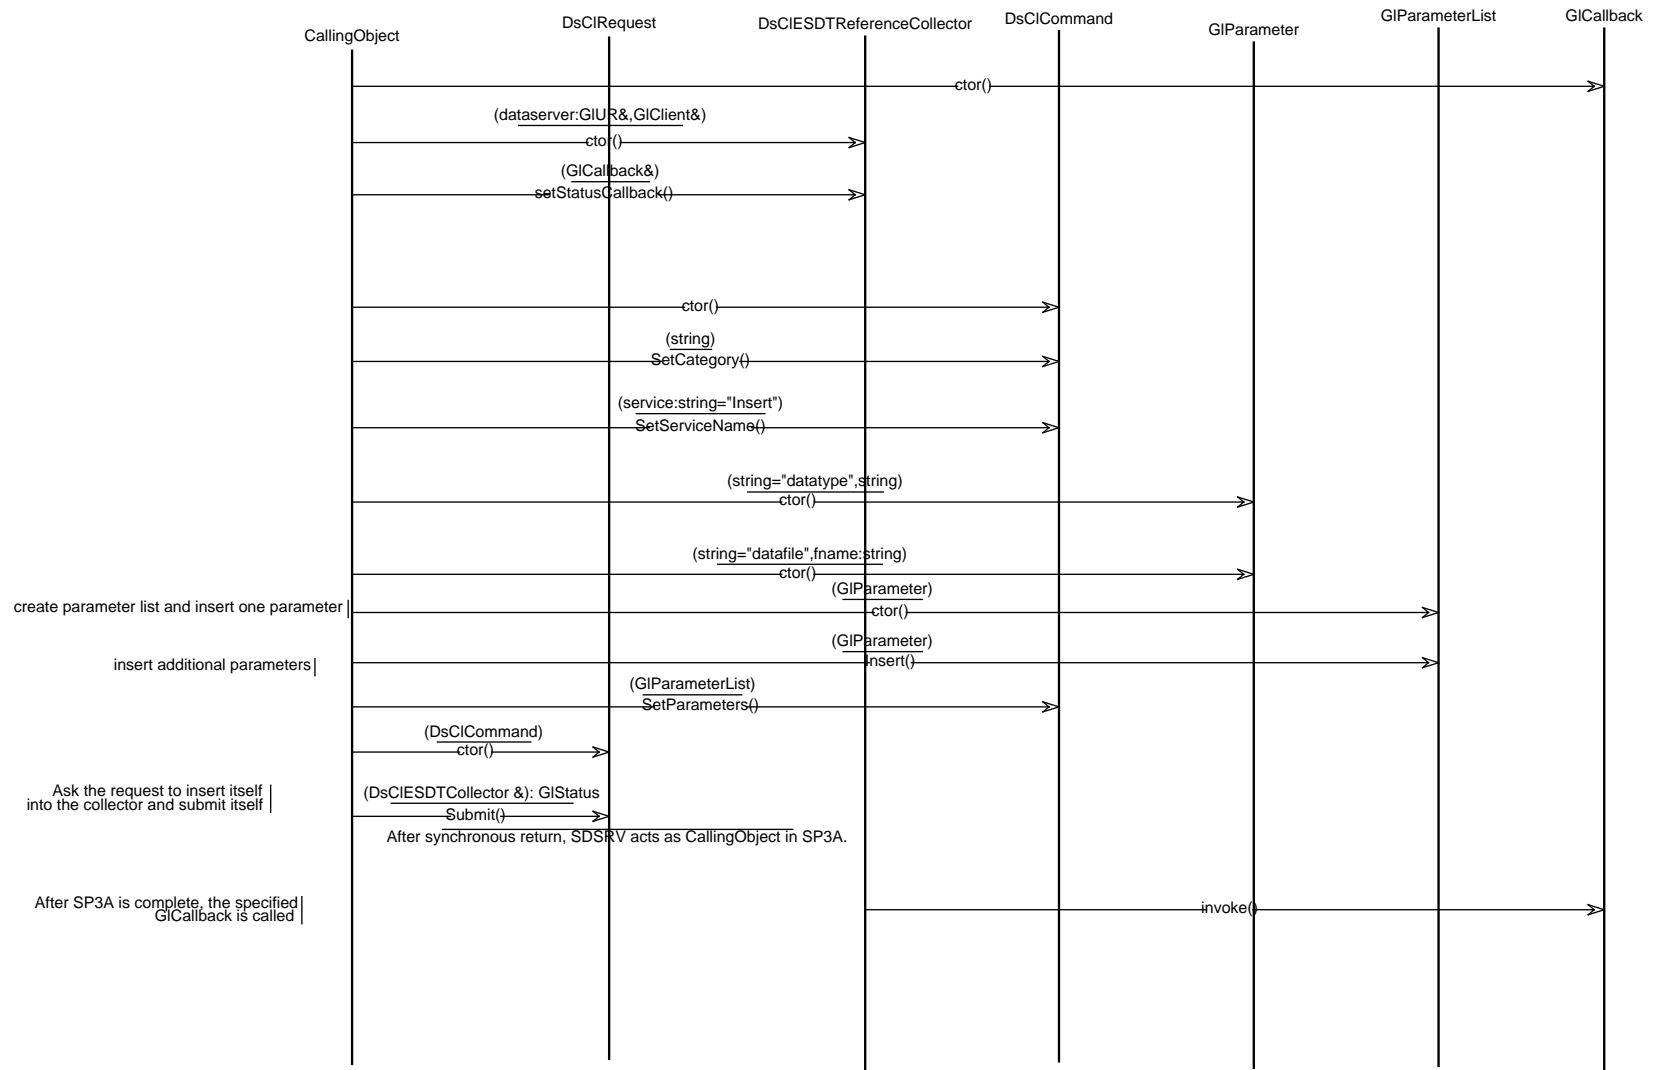 CallingObject
DsClRequest
DsClESDTReferenceCollector
DsClCommand
GlParameter
GlParameterList
GlCallback
ctor()
(dataserver:GlUR&,GlClient&)
ctor()
(GlCallback&)
setStatusCallback()
ctor()
(string)
SetCategory()
(service:string="Insert")
SetServiceName()
(string="datatype",string)
ctor()
(string="datafile",fname:string)
ctor()
(GlParameter)
create parameter list and insert one parameter
ctor()
(GlParameter)
insert additional parameters
Insert()
(GlParameterList)
SetParameters()
(DsClCommand)
ctor()
Ask the request to insert itself
into the collector and submit itself
(DsClESDTCollector &): GlStatus
Submit()
After synchronous return, SDSRV acts as CallingObject in SP3A.
After SP3A is complete, the specified
GlCallback is called
invoke()